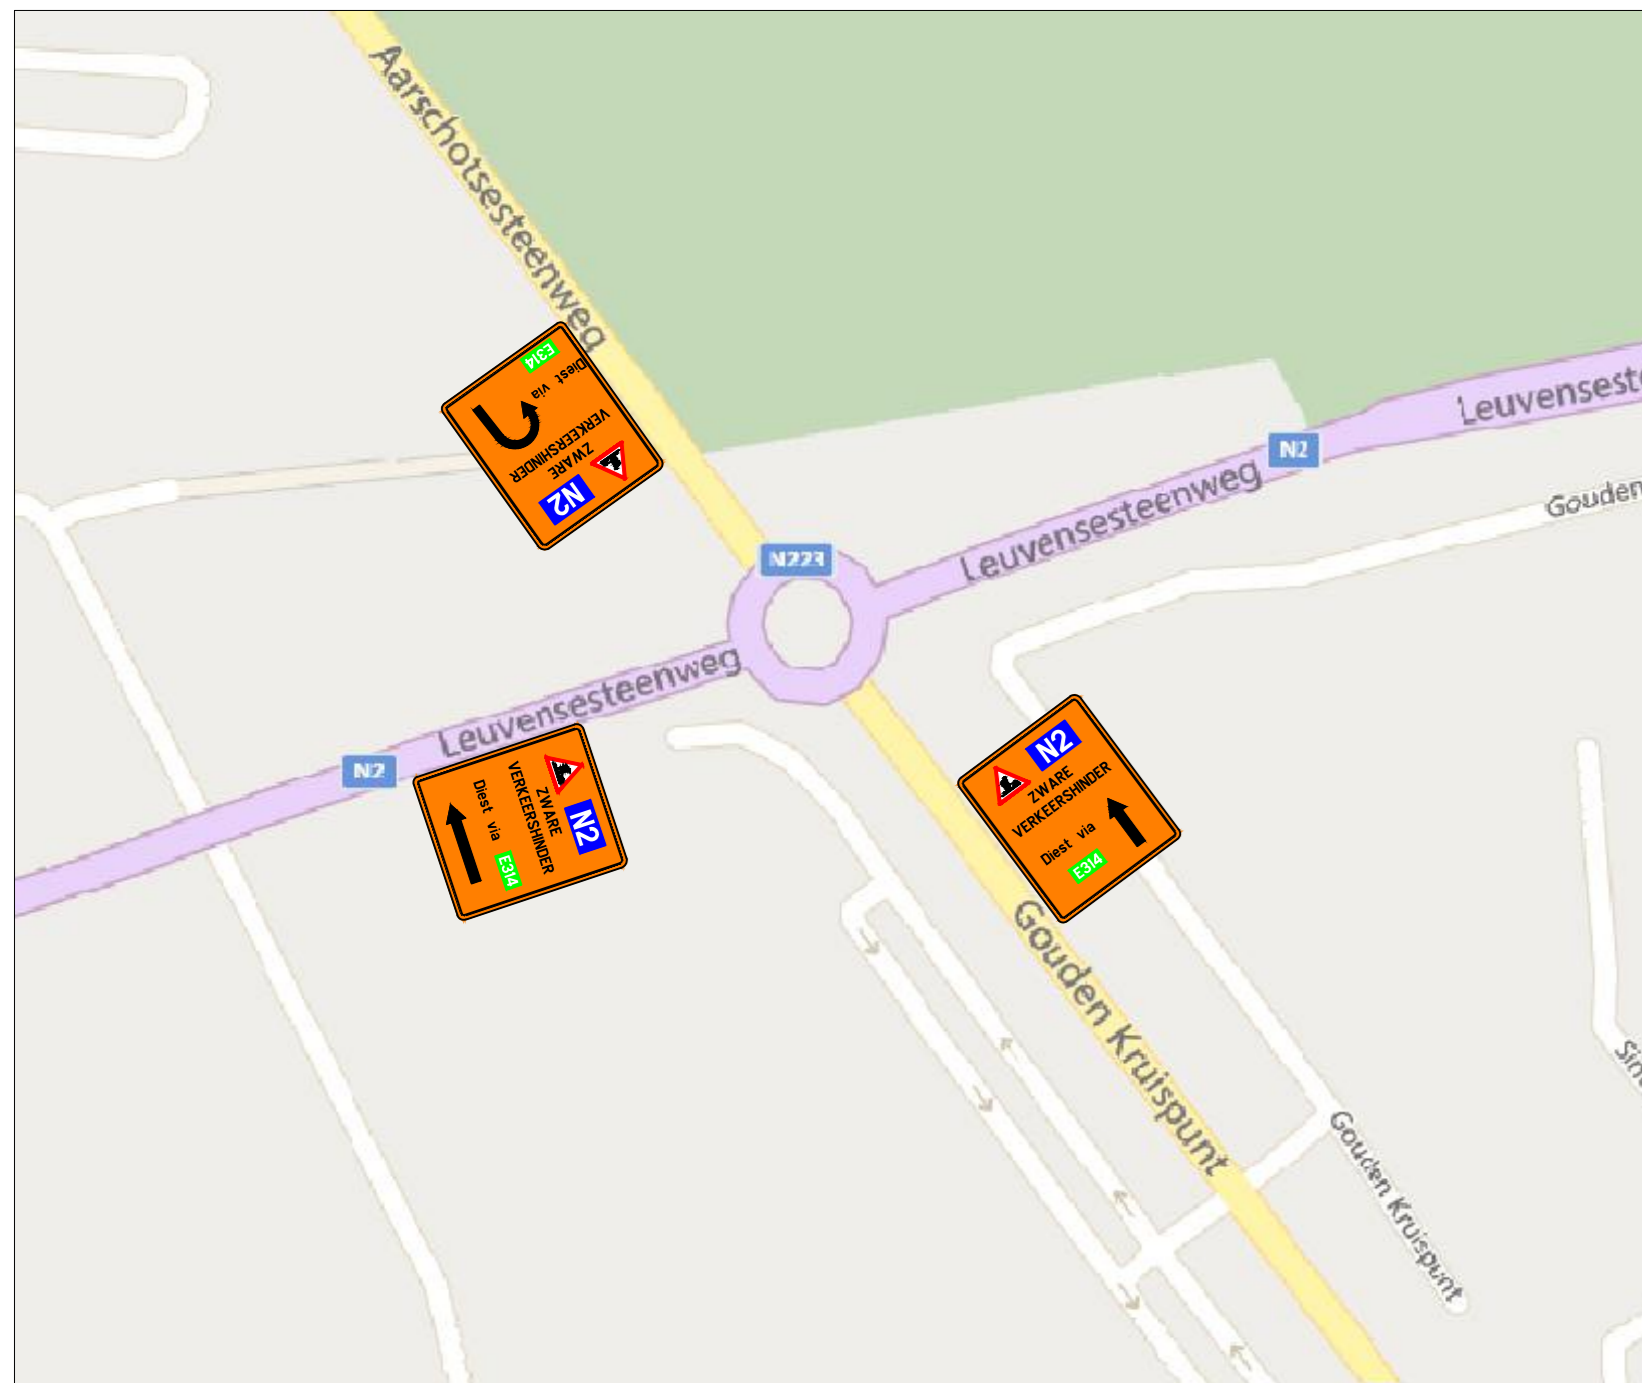 Aarschotsesteenweg
E314
Diest via
VERKEERSHINDER
ZWARE
N2
N2
Leuvenseste
Gouden
Leuvensesteenweg
N223
Leuvensesteenweg
N2
N2
ZWARE
VERKEERSHINDER
Diest via
E314
N2
ZWARE
VERKEERSHINDER
Diest via
E314
Gouden Kruispunt
Gouden Kruispunt